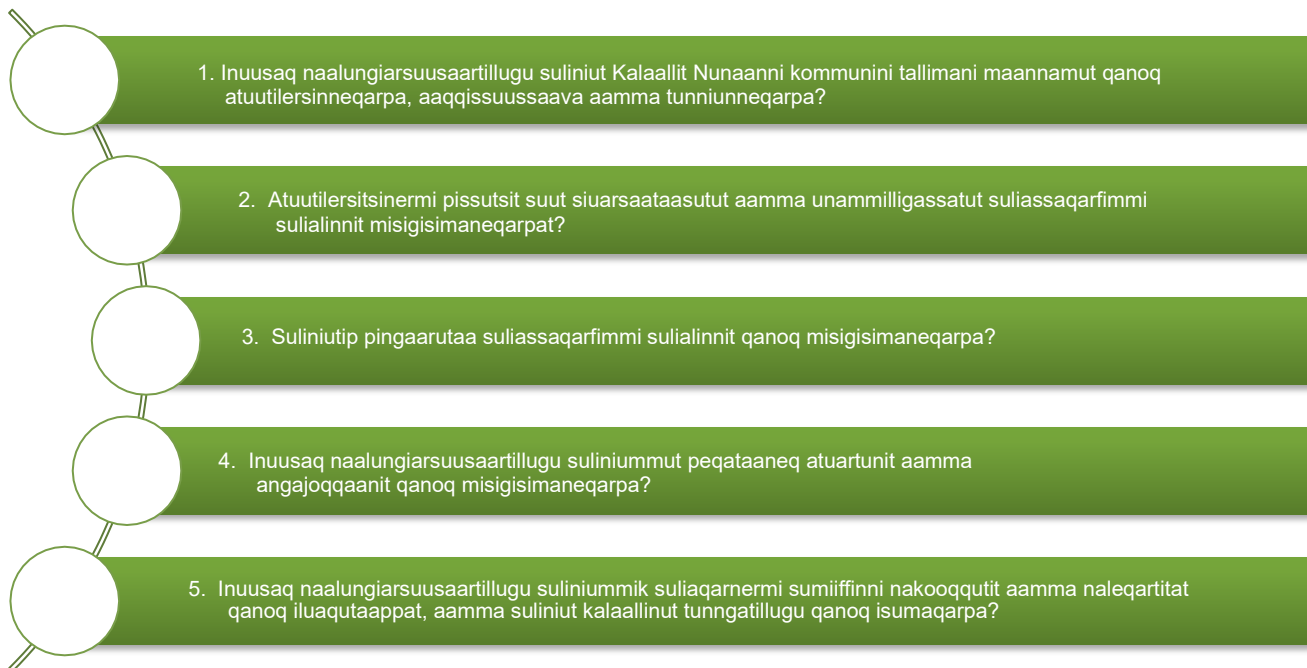 1. Inuusaq naalungiarsuusaartillugu suliniut Kalaallit Nunaanni kommunini tallimani maannamut qanoq
atuutilersinneqarpa, aaqqissuussaava aamma tunniunneqarpa?
2. Atuutilersitsinermi pissutsit suut siuarsaataasutut aamma unammilligassatut suliassaqarfimmi
sulialinnit misigisimaneqarpat?
3. Suliniutip pingaarutaa suliassaqarfimmi sulialinnit qanoq misigisimaneqarpa?
4. Inuusaq naalungiarsuusaartillugu suliniummut peqataaneq atuartunit aamma
angajoqqaanit qanoq misigisimaneqarpa?
5. Inuusaq naalungiarsuusaartillugu suliniummik suliaqarnermi sumiiffinni nakooqqutit aamma naleqartitat
qanoq iluaqutaappat, aamma suliniut kalaallinut tunngatillugu qanoq isumaqarpa?